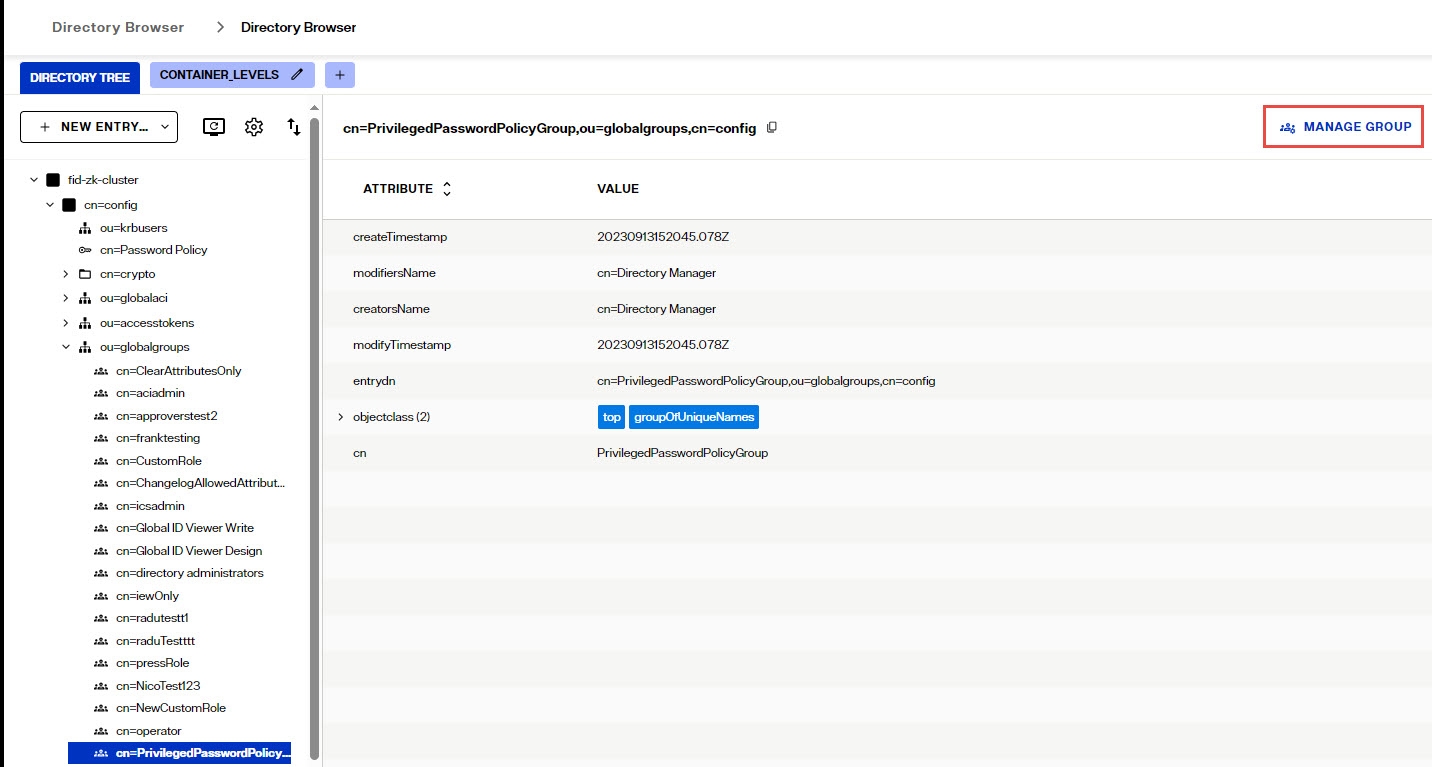 Directory Browser > Directory Browser
DIRECTORY TREE
CONTAINER_LEVELS
+
+ NEW ENTRY...
cn=PrivilegedPasswordPolicyGroup,ou=globalgroups,cn=config
MANAGE GROUP
fid-zk-cluster
cn=config
ou=krbusers
cn=Password Policy
cn=crypto
ou=globalaci
ou=accesstokens
ou=globalgroups
cn=ClearAttributesOnly
cn=aciadmin
cn=approverstest2
cn=franktesting
cn=CustomRole
cn=ChangelogAllowedAttribut...
cn=icsadmin
cn=Global ID Viewer Write
cn=Global ID Viewer Design
cn=directory administrators
cn=iewOnly
cn=radutestt1
cn=raduTestttt
cn=pressRole
cn=NicoTest123
cn=NewCustomRole
cn=operator
cn=PrivilegedPasswordPolicy...
ATTRIBUTE VALUE
createTimestamp 20230913152045.078Z
modifiersName cn=Directory Manager
creatorsName cn=Directory Manager
modifyTimestamp 20230913152045.078Z
entrydn cn=PrivilegedPasswordPolicyGroup,ou=globalgroups,cn=config
objectclass (2) top groupOfUniqueNames
cn PrivilegedPasswordPolicyGroup